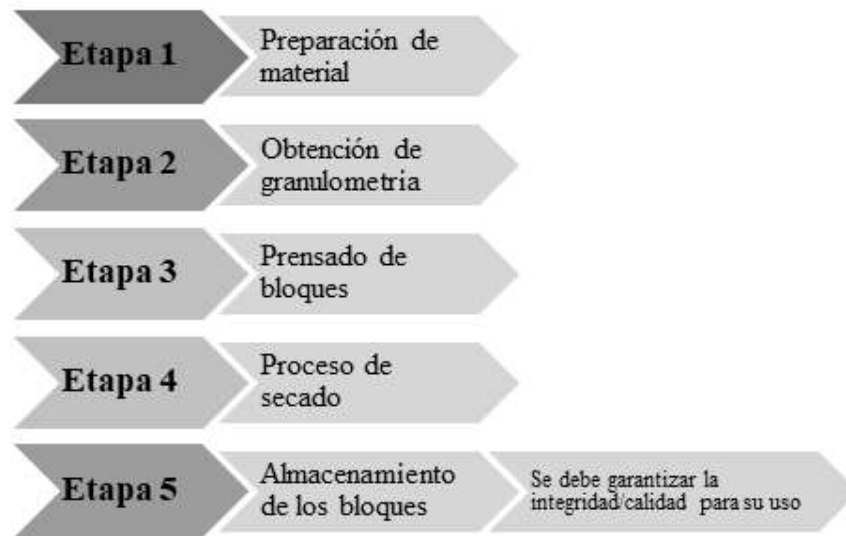 Etapa 1
Preparación de
material
Etapa 2
Obtención de
granulometria
Etapa 3
Prensado de
bloques
Etapa 4
Proceso de
secado
Etapa 5
Almacenamiento
de los bloques
Se debe garantizar la
integridad/calidad para su uso